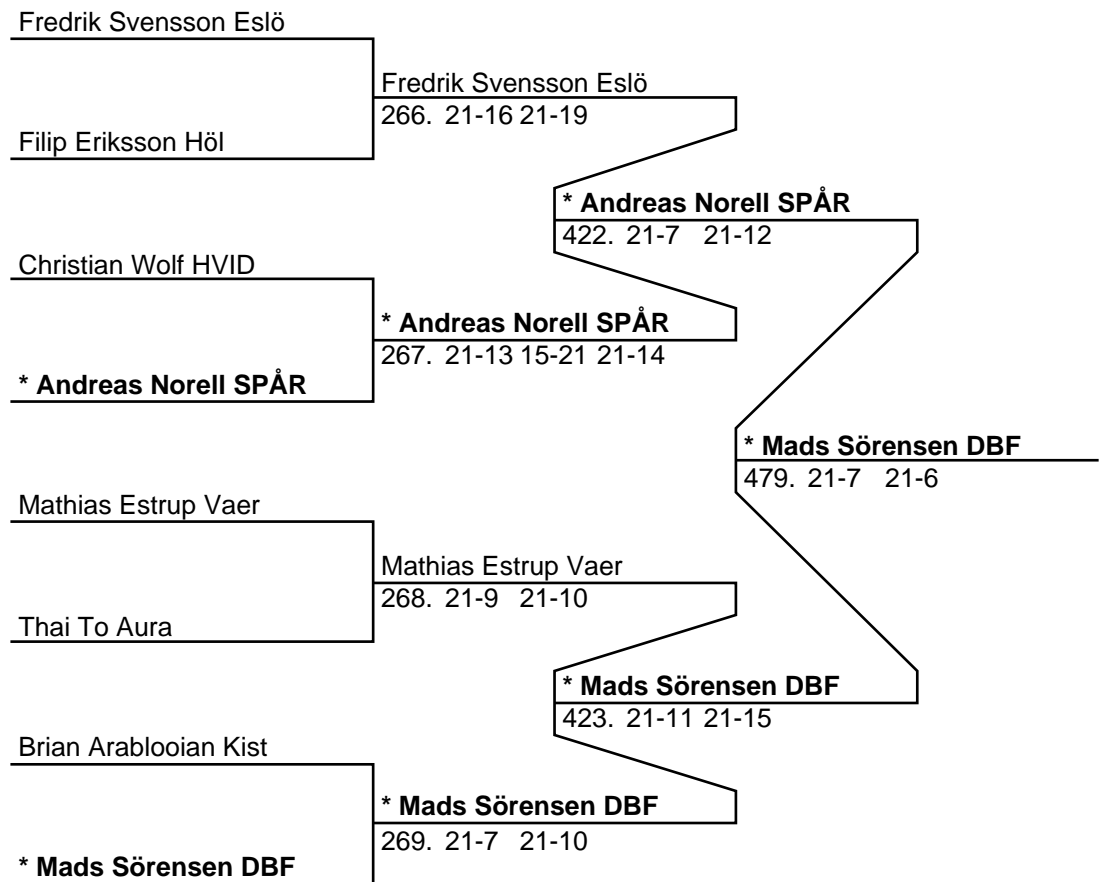 Fredrik Svensson Eslö
Fredrik Svensson Eslö
266. 21-16 21-19
Filip Eriksson Höl
* Andreas Norell SPÅR
422. 21-7 21-12
Christian Wolf HVID
* Andreas Norell SPÅR
267. 21-13 15-21 21-14
* Andreas Norell SPÅR
* Mads Sörensen DBF
479. 21-7 21-6
Mathias Estrup Vaer
Mathias Estrup Vaer
268. 21-9 21-10
Thai To Aura
* Mads Sörensen DBF
423. 21-11 21-15
Brian Arablooian Kist
* Mads Sörensen DBF
269. 21-7 21-10
* Mads Sörensen DBF